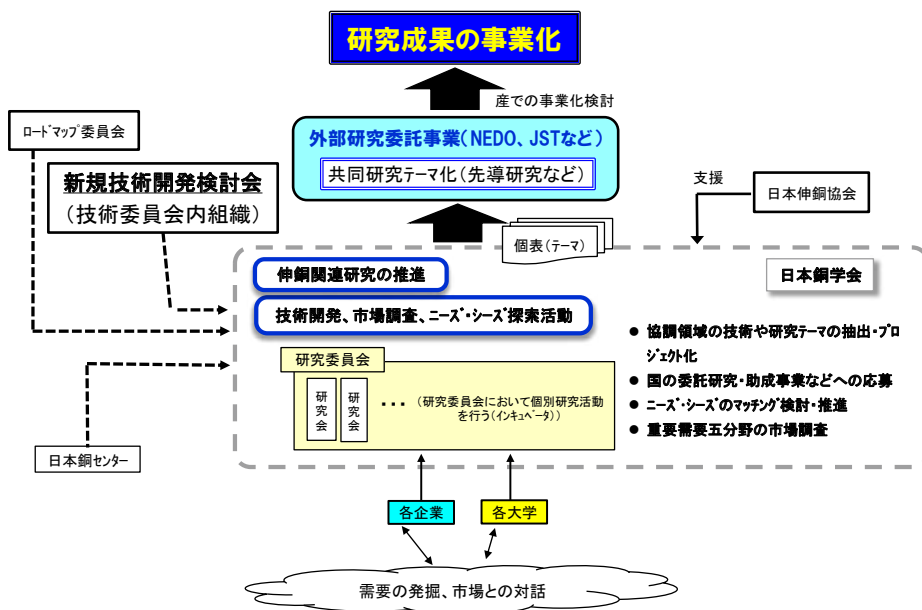 研究成果の事業化
産での事業化検討
ロードマップ委員会
外部研究委託事業(NEDO、JSTなど)
共同研究テーマ化(先導研究など)
新規技術開発検討会
(技術委員会内組織)
支援
日本伸銅協会
個表(テーマ)
伸銅関連研究の推進
日本銅学会
技術開発、市場調査、ニーズ・シーズ探索活動
● 協調領域の技術や研究テーマの抽出・プロ
ジェクト化
● 国の委託研究・助成事業などへの応募
● ニーズ・シーズのマッチング検討・推進
● 重要需要五分野の市場調査
研究委員会
研究会
研究会
・・・
(研究委員会において個別研究活動
を行う(インキュベータ))
日本銅センター
各企業
各大学
需要の発掘、市場との対話